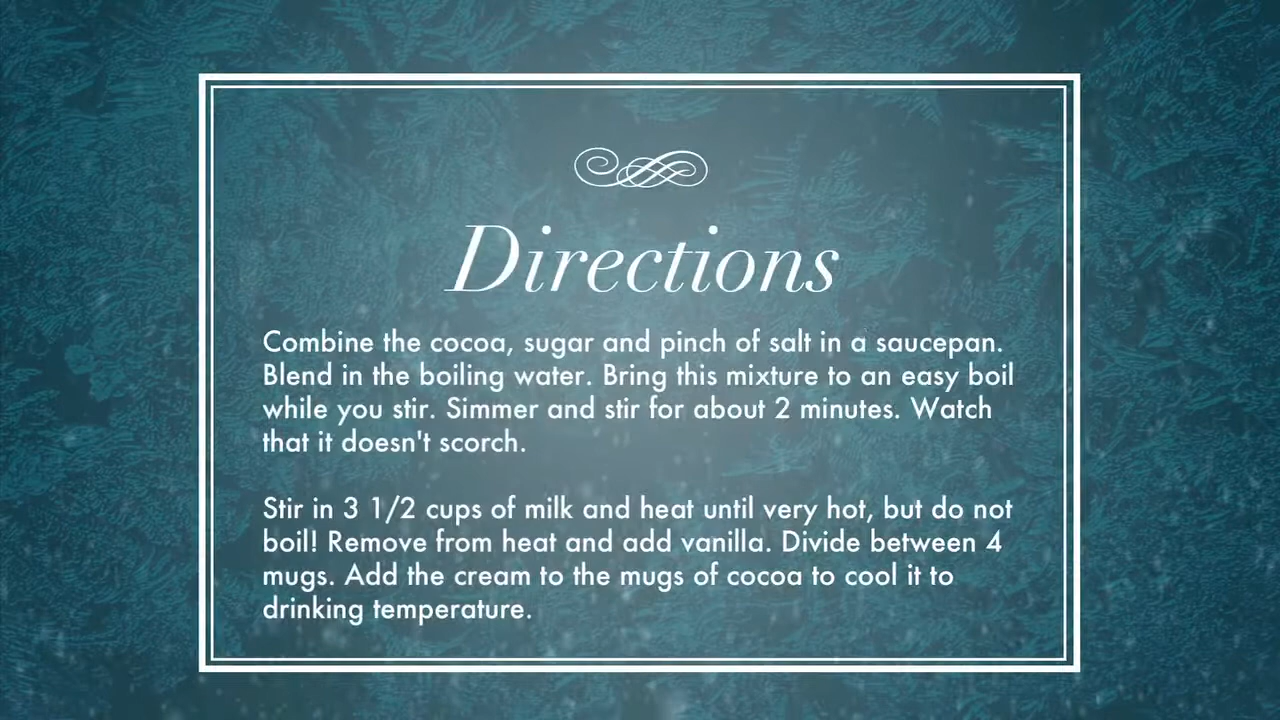 Directions
Combine the cocoa, sugar and pinch of salt in a saucepan.
Blend in the boiling water. Bring this mixture to an easy boil
while you stir. Simmer and stir for about 2 minutes. Watch
that it doesn't scorch.
Stir in 3 1/2 cups of milk and heat until very hot, but do not
boil! Remove from heat and add vanilla. Divide between 4
mugs. Add the cream to the mugs of cocoa to cool it to
drinking temperature.